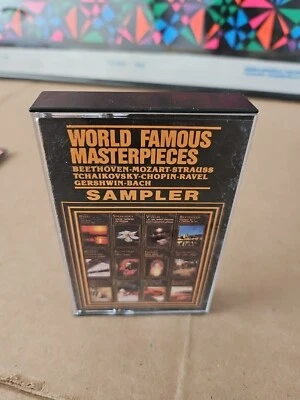 WORLD FAMOUS
MASTERPIECES
BEETHOVEN·MOZART·STRAUSS
TCHAIKOVSKY·CHOPIN·RAVEL
GERSHWIN·BACH
SAMPLER